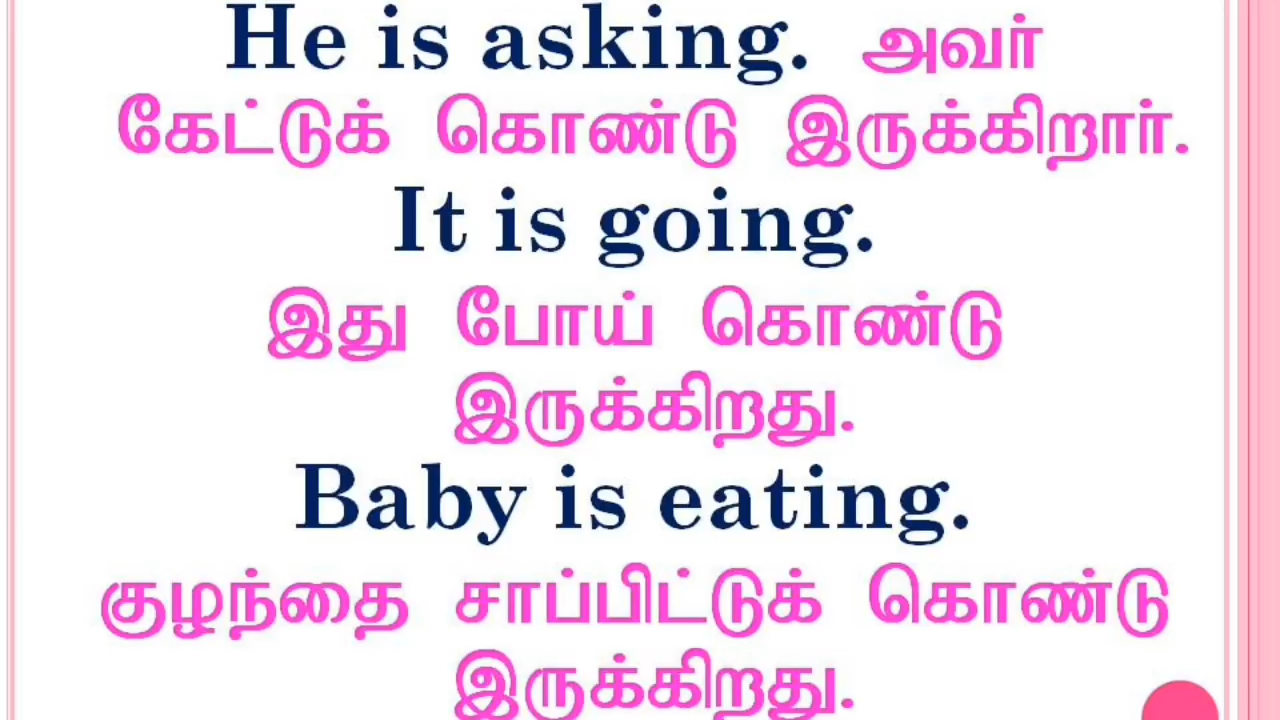 He is asking. அவர்
கேட்டுக் கொண்டு இருக்கிறார்.
It is going.
இது போய் கொண்டு
இருக்கிறது.
Baby is eating.
குழந்தை சாப்பிட்டுக் கொண்டு
இருக்கிறது.